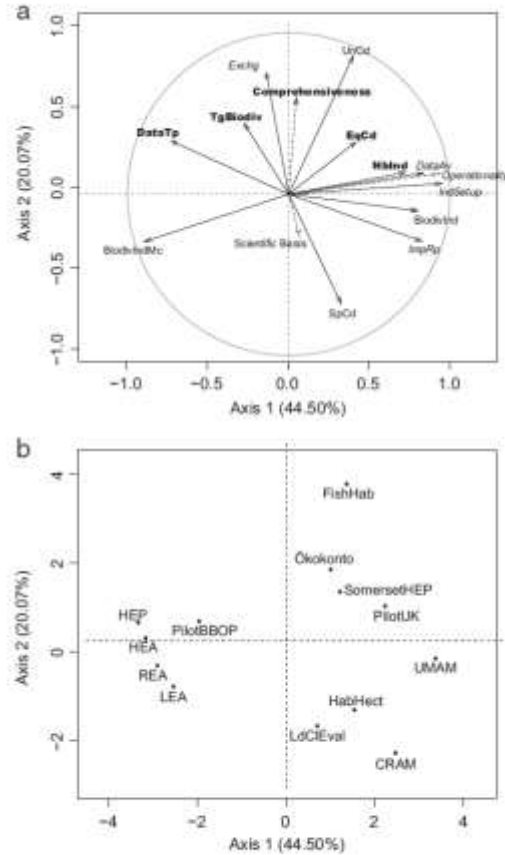 a
UnCd
Exchg
Comprehensiveness
TgBiodiv
DataTp
EqCd
NbInd
DataAv
Operationality
IndSetup
BiodivInd
ImpRp
BiodivIndMc
Scientific Basis
SpCd
Axis 2 (20.07%)
1.0
0.5
0.0
−0.5
−1.0
−1.0 −0.5 0.0 0.5 1.0
Axis 1 (44.50%)
b
FishHab
Ökokonto
SomersetHEP
PilotUK
HEP
PilotBBOP
HEA
REA
LEA
UMAM
HabHect
LdClEval
CRAM
Axis 2 (20.07%)
4
2
0
−2
−4 −2 0 2 4
Axis 1 (44.50%)